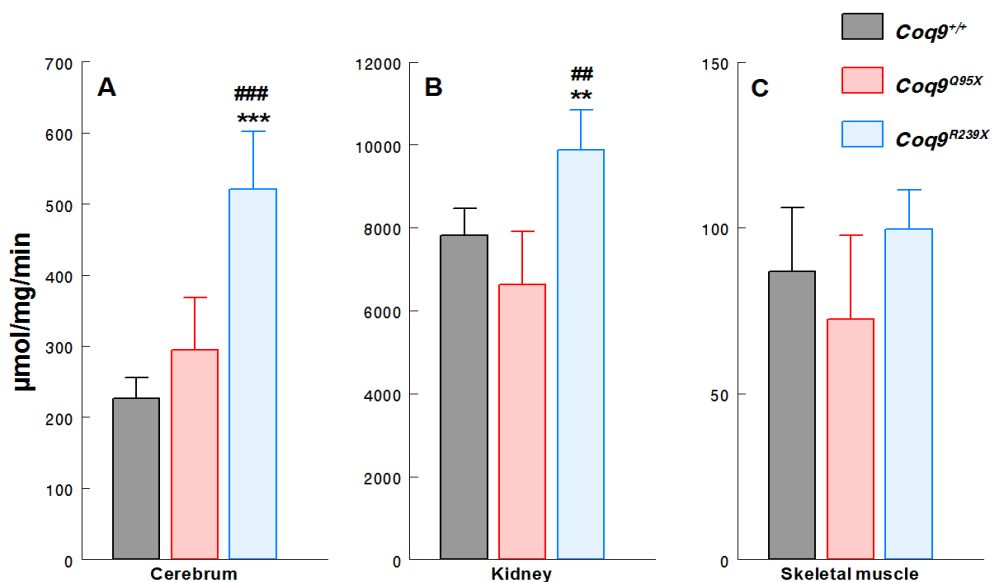 Coq9+/+
Coq9Q95X
Coq9R239X
µmol/mg/min
A
700
600
500
400
300
200
100
0
###
***
Cerebrum
B
12000
10000
8000
6000
4000
2000
0
##
**
Kidney
C
150
100
50
0
Skeletal muscle